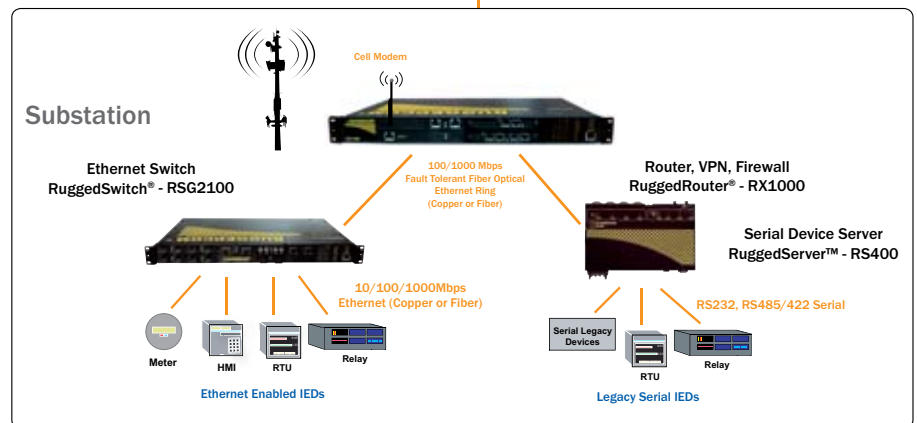 Cell Modem
Substation
Ethernet Switch
RuggedSwitch® - RSG2100
100/1000 Mbps
Fault Tolerant Fiber Optical
Ethernet Ring
(Copper or Fiber)
Router, VPN, Firewall
RuggedRouter® - RX1000
Serial Device Server
RuggedServer™ - RS400
10/100/1000Mbps
Ethernet (Copper or Fiber)
RS232, RS485/422 Serial
Meter
HMI
RTU
Relay
Serial Legacy
Devices
RTU
Relay
Ethernet Enabled IEDs
Legacy Serial IEDs